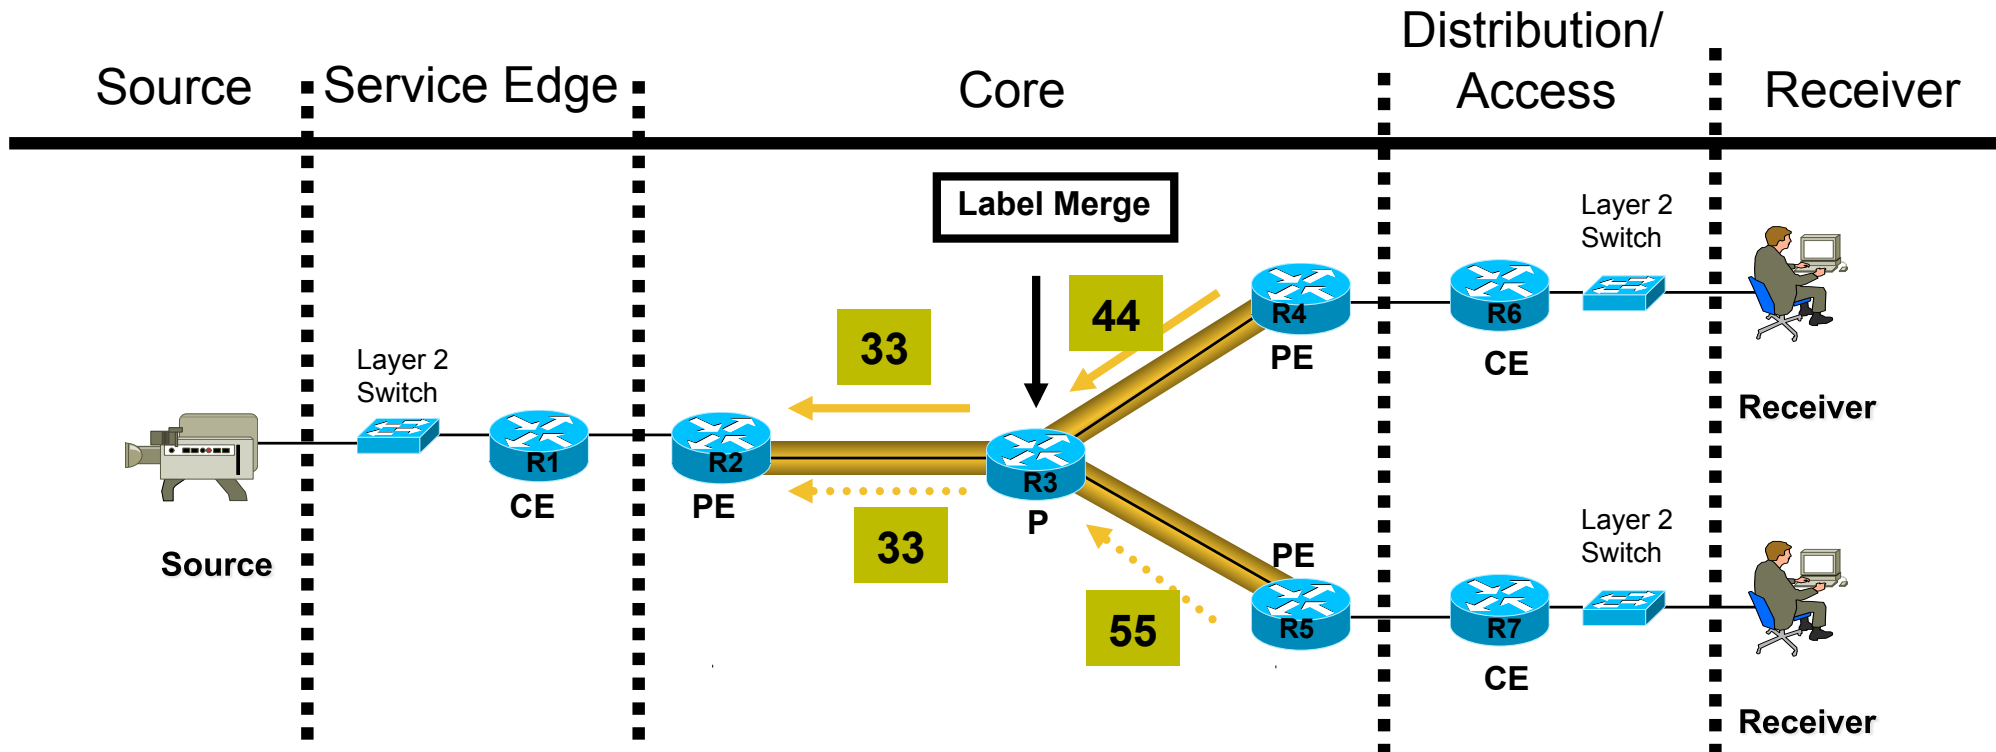 Source
Service Edge
Core
Distribution/
Access
Receiver
Label Merge
Layer 2
Switch
44
R4
R6
PE
CE
33
Layer 2
Switch
Receiver
R1
R2
R3
CE
PE
P
33
Source
Layer 2
Switch
PE
55
R5
R7
CE
Receiver